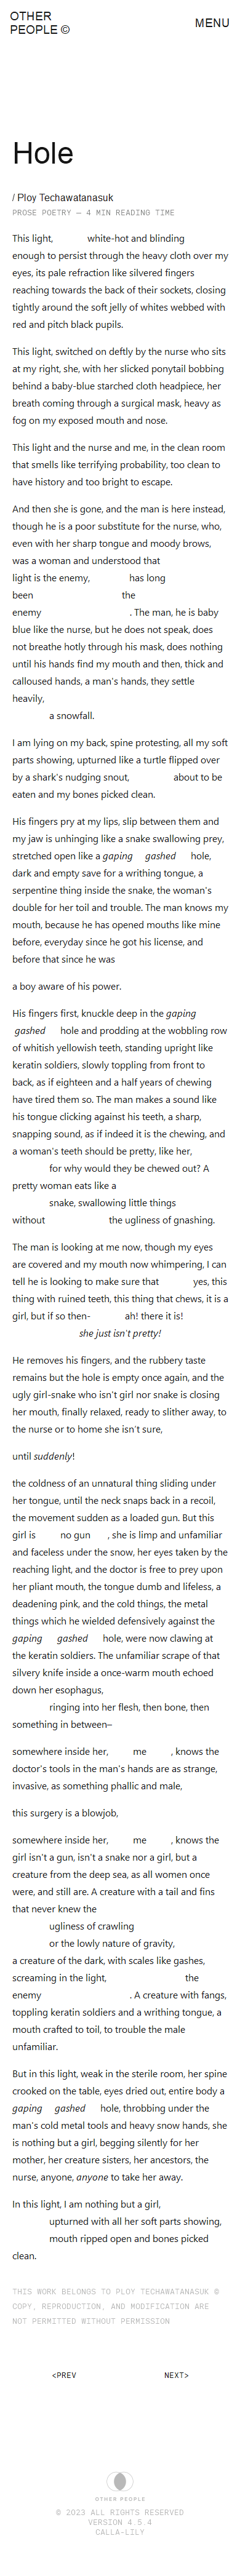 OTHER
PEOPLE ©
MENU
Hole
/ Ploy Techawatanasuk
PROSE POETRY — 4 MIN READING TIME
This light, white-hot and blinding
enough to persist through the heavy cloth over my
eyes, its pale refraction like silvered fingers
reaching towards the back of their sockets, closing
tightly around the soft jelly of whites webbed with
red and pitch black pupils.
This light, switched on deftly by the nurse who sits
at my right, she, with her slicked ponytail bobbing
behind a baby-blue starched cloth headpiece, her
breath coming through a surgical mask, heavy as
fog on my exposed mouth and nose.
This light and the nurse and me, in the clean room
that smells like terrifying probability, too clean to
have history and too bright to escape.
And then she is gone, and the man is here instead,
though he is a poor substitute for the nurse, who,
even with her sharp tongue and moody brows,
was a woman and understood that
light is the enemy, has long
been the
enemy . The man, he is baby
blue like the nurse, but he does not speak, does
not breathe hotly through his mask, does nothing
until his hands find my mouth and then, thick and
calloused hands, a man's hands, they settle
heavily,
a snowfall.
I am lying on my back, spine protesting, all my soft
parts showing, upturned like a turtle flipped over
by a shark's nudging snout, about to be
eaten and my bones picked clean.
His fingers pry at my lips, slip between them and
my jaw is unhinging like a snake swallowing prey,
stretched open like a gaping gashed hole,
dark and empty save for a writhing tongue, a
serpentine thing inside the snake, the woman's
double for her toil and trouble. The man knows my
mouth, because he has opened mouths like mine
before, everyday since he got his license, and
before that since he was
a boy aware of his power.
His fingers first, knuckle deep in the gaping
gashed hole and prodding at the wobbling row
of whitish yellowish teeth, standing upright like
keratin soldiers, slowly toppling from front to
back, as if eighteen and a half years of chewing
have tired them so. The man makes a sound like
his tongue clicking against his teeth, a sharp,
snapping sound, as if indeed it is the chewing, and
a woman's teeth should be pretty, like her,
for why would they be chewed out? A
pretty woman eats like a
snake, swallowing little things
without the ugliness of gnashing.
The man is looking at me now, though my eyes
are covered and my mouth now whimpering, I can
tell he is looking to make sure that yes, this
thing with ruined teeth, this thing that chews, it is a
girl, but if so then- ah! there it is!
she just isn't pretty!
He removes his fingers, and the rubbery taste
remains but the hole is empty once again, and the
ugly girl-snake who isn't girl nor snake is closing
her mouth, finally relaxed, ready to slither away, to
the nurse or to home she isn't sure,
until suddenly!
the coldness of an unnatural thing sliding under
her tongue, until the neck snaps back in a recoil,
the movement sudden as a loaded gun. But this
girl is no gun , she is limp and unfamiliar
and faceless under the snow, her eyes taken by the
reaching light, and the doctor is free to prey upon
her pliant mouth, the tongue dumb and lifeless, a
deadening pink, and the cold things, the metal
things which he wielded defensively against the
gaping gashed hole, were now clawing at
the keratin soldiers. The unfamiliar scrape of that
silvery knife inside a once-warm mouth echoed
down her esophagus,
ringing into her flesh, then bone, then
something in between—
somewhere inside her, me , knows the
doctor's tools in the man's hands are as strange,
invasive, as something phallic and male,
this surgery is a blowjob,
somewhere inside her, me , knows the
girl isn't a gun, isn't a snake nor a girl, but a
creature from the deep sea, as all women once
were, and still are. A creature with a tail and fins
that never knew the
ugliness of crawling
or the lowly nature of gravity,
a creature of the dark, with scales like gashes,
screaming in the light, the
enemy . A creature with fangs,
toppling keratin soldiers and a writhing tongue, a
mouth crafted to toil, to trouble the male
unfamiliar.
But in this light, weak in the sterile room, her spine
crooked on the table, eyes dried out, entire body a
gaping gashed hole, throbbing under the
man's cold metal tools and heavy snow hands, she
is nothing but a girl, begging silently for her
mother, her creature sisters, her ancestors, the
nurse, anyone, anyone to take her away.
In this light, I am nothing but a girl,
upturned with all her soft parts showing,
mouth ripped open and bones picked
clean.
THIS WORK BELONGS TO PLOY TECHAWATANASUK ©
COPY, REPRODUCTION, AND MODIFICATION ARE
NOT PERMITTED WITHOUT PERMISSION
<PREV NEXT>
OTHER PEOPLE
© 2023 ALL RIGHTS RESERVED
VERSION 4.5.4
CALLA-LILY